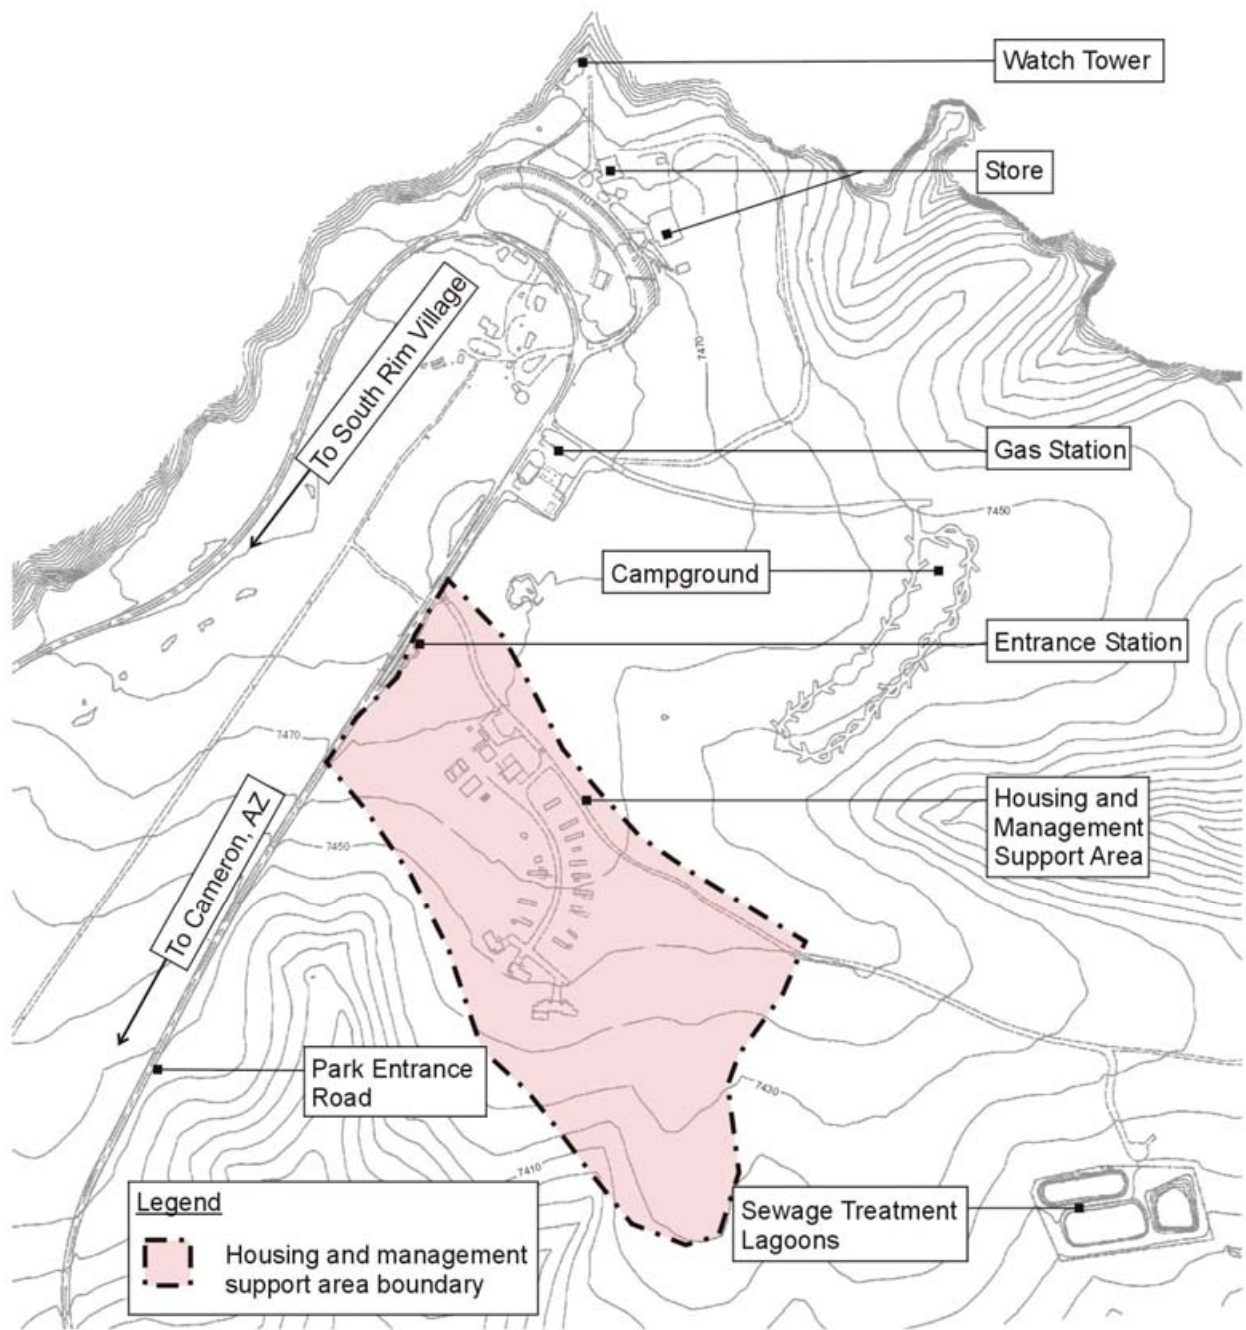 Watch Tower
Store
To South Rim Village
7470
Gas Station
7450
Campground
Entrance Station
7470
Housing and
Management
Support Area
7450
To Cameron, AZ
Park Entrance
Road
7430
7410
Sewage Treatment
Lagoons
Legend
Housing and management
support area boundary